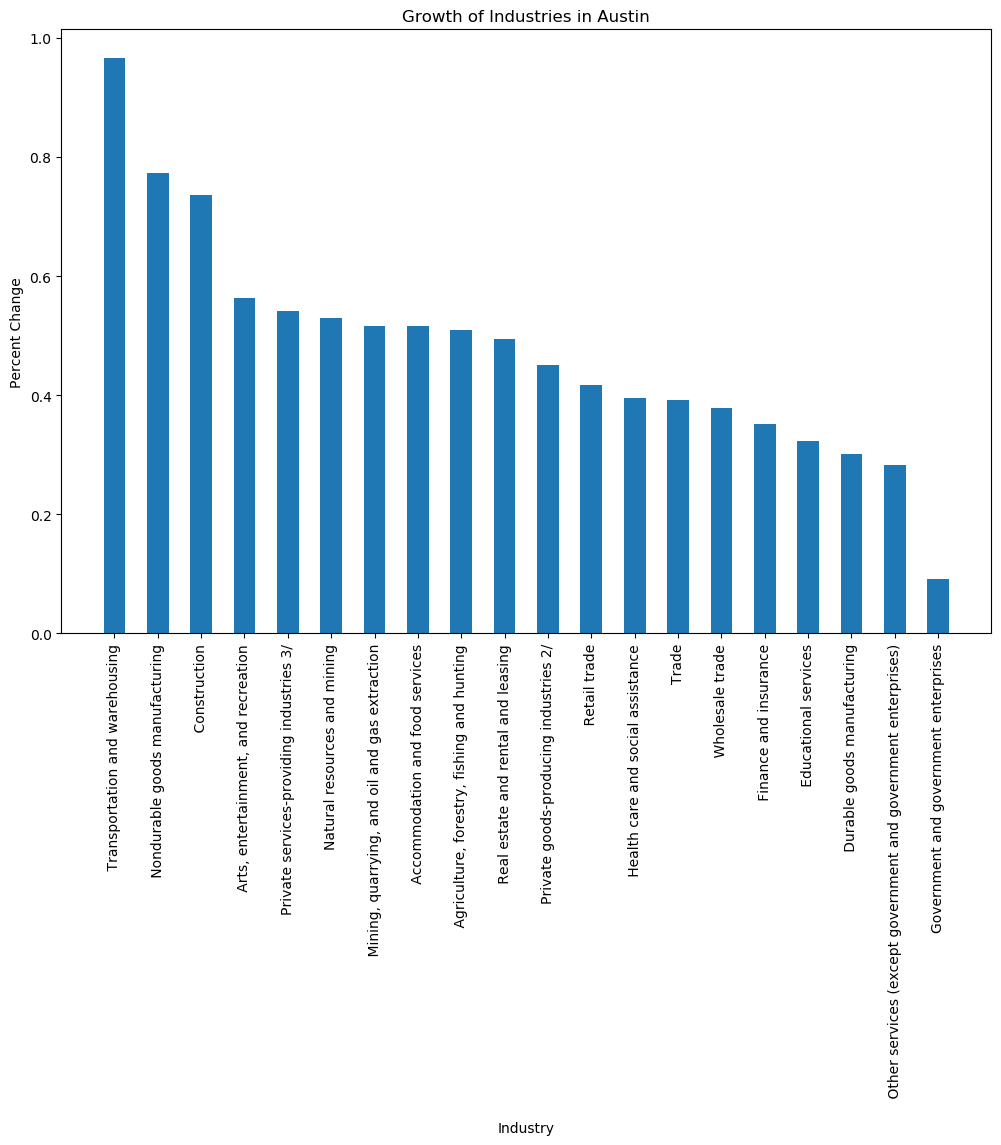 Growth of Industries in Austin
Percent Change
1.0
0.8
0.6
0.4
0.2
0.0
Transportation and warehousing
Nondurable goods manufacturing
Construction
Arts, entertainment, and recreation
Private services-providing industries 3/
Natural resources and mining
Mining, quarrying, and oil and gas extraction
Accommodation and food services
Agriculture, forestry, fishing and hunting
Real estate and rental and leasing
Private goods-producing industries 2/
Retail trade
Health care and social assistance
Trade
Wholesale trade
Finance and insurance
Educational services
Durable goods manufacturing
Other services (except government and government enterprises)
Government and government enterprises
Industry